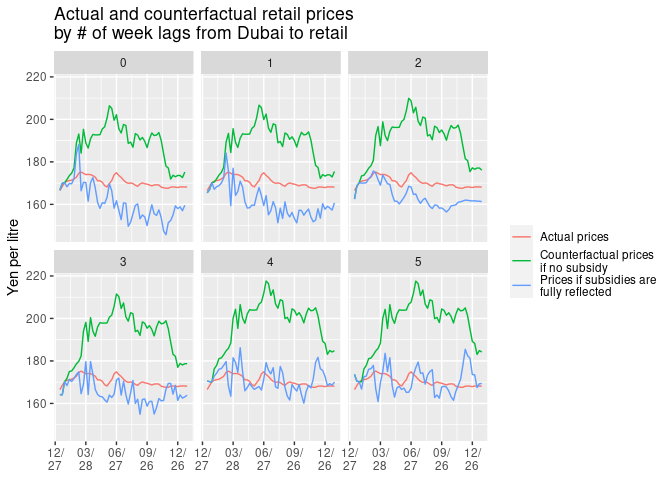 Actual and counterfactual retail prices
by # of week lags from Dubai to retail
0
1
2
220
200
180
160
Yen per litre
Actual prices
Counterfactual prices
if no subsidy
Prices if subsidies are
fully reflected
3
4
5
220
200
180
160
12/ 03/ 06/ 09/ 12/ 12/ 03/ 06/ 09/ 12/ 12/ 03/ 06/ 09/ 12/
27 28 27 26 26 27 28 27 26 26 27 28 27 26 26